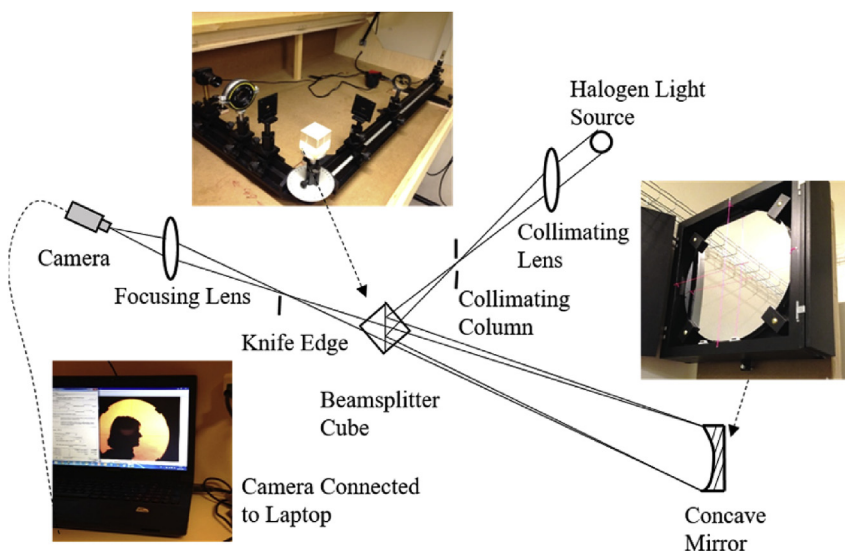 Halogen Light
Source
Camera
Focusing Lens
Collimating
Lens
Collimating
Column
Knife Edge
Beamsplitter
Cube
Camera Connected
to Laptop
Concave
Mirror